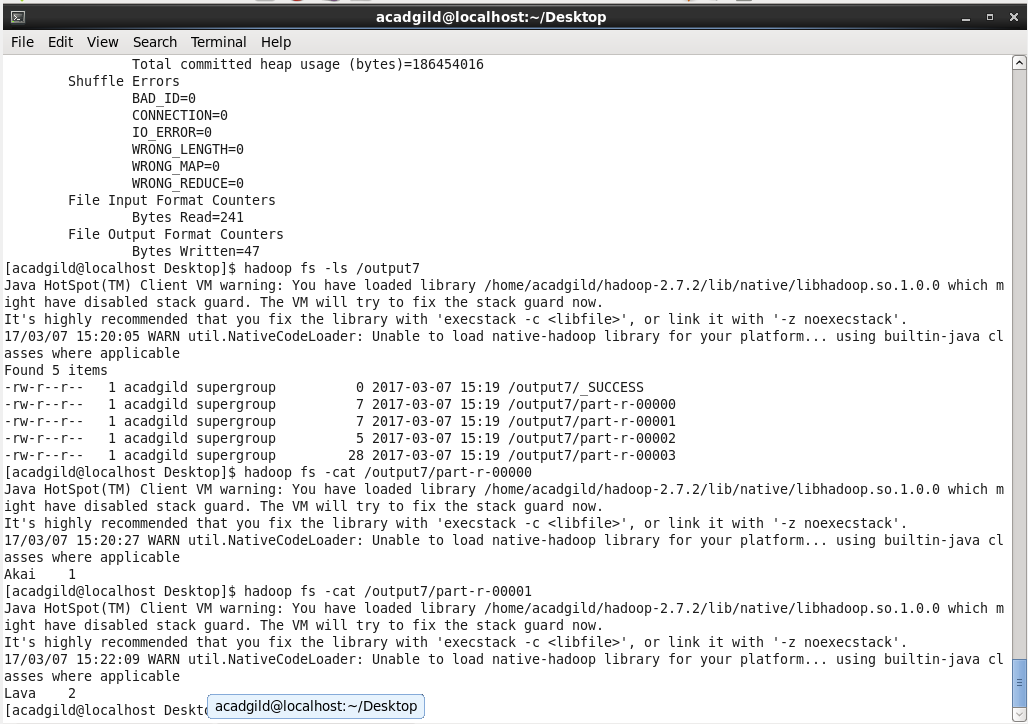 acadgild@localhost:~/Desktop
File Edit View Search Terminal Help
Total committed heap usage (bytes)=186454016
Shuffle Errors
BAD_ID=0
CONNECTION=0
IO_ERROR=0
WRONG_LENGTH=0
WRONG_MAP=0
WRONG_REDUCE=0
File Input Format Counters
Bytes Read=241
File Output Format Counters
Bytes Written=47
[acadgild@localhost Desktop]$ hadoop fs -ls /output7
Java HotSpot(TM) Client VM warning: You have loaded library /home/acadgild/hadoop-2.7.2/lib/native/libhadoop.so.1.0.0 which m
ight have disabled stack guard. The VM will try to fix the stack guard now.
It's highly recommended that you fix the library with 'execstack -c <libfile>', or link it with '-z noexecstack'.
17/03/07 15:20:05 WARN util.NativeCodeLoader: Unable to load native-hadoop library for your platform... using builtin-java cl
asses where applicable
Found 5 items
-rw-r--r--   1 acadgild supergroup          0 2017-03-07 15:19 /output7/_SUCCESS
-rw-r--r--   1 acadgild supergroup          7 2017-03-07 15:19 /output7/part-r-00000
-rw-r--r--   1 acadgild supergroup          7 2017-03-07 15:19 /output7/part-r-00001
-rw-r--r--   1 acadgild supergroup          5 2017-03-07 15:19 /output7/part-r-00002
-rw-r--r--   1 acadgild supergroup         28 2017-03-07 15:19 /output7/part-r-00003
[acadgild@localhost Desktop]$ hadoop fs -cat /output7/part-r-00000
Java HotSpot(TM) Client VM warning: You have loaded library /home/acadgild/hadoop-2.7.2/lib/native/libhadoop.so.1.0.0 which m
ight have disabled stack guard. The VM will try to fix the stack guard now.
It's highly recommended that you fix the library with 'execstack -c <libfile>', or link it with '-z noexecstack'.
17/03/07 15:20:27 WARN util.NativeCodeLoader: Unable to load native-hadoop library for your platform... using builtin-java cl
asses where applicable
Akai    1
[acadgild@localhost Desktop]$ hadoop fs -cat /output7/part-r-00001
Java HotSpot(TM) Client VM warning: You have loaded library /home/acadgild/hadoop-2.7.2/lib/native/libhadoop.so.1.0.0 which m
ight have disabled stack guard. The VM will try to fix the stack guard now.
It's highly recommended that you fix the library with 'execstack -c <libfile>', or link it with '-z noexecstack'.
17/03/07 15:22:09 WARN util.NativeCodeLoader: Unable to load native-hadoop library for your platform... using builtin-java cl
asses where applicable
Lava    2
[acadgild@localhost Deskt
acadgild@localhost:~/Desktop